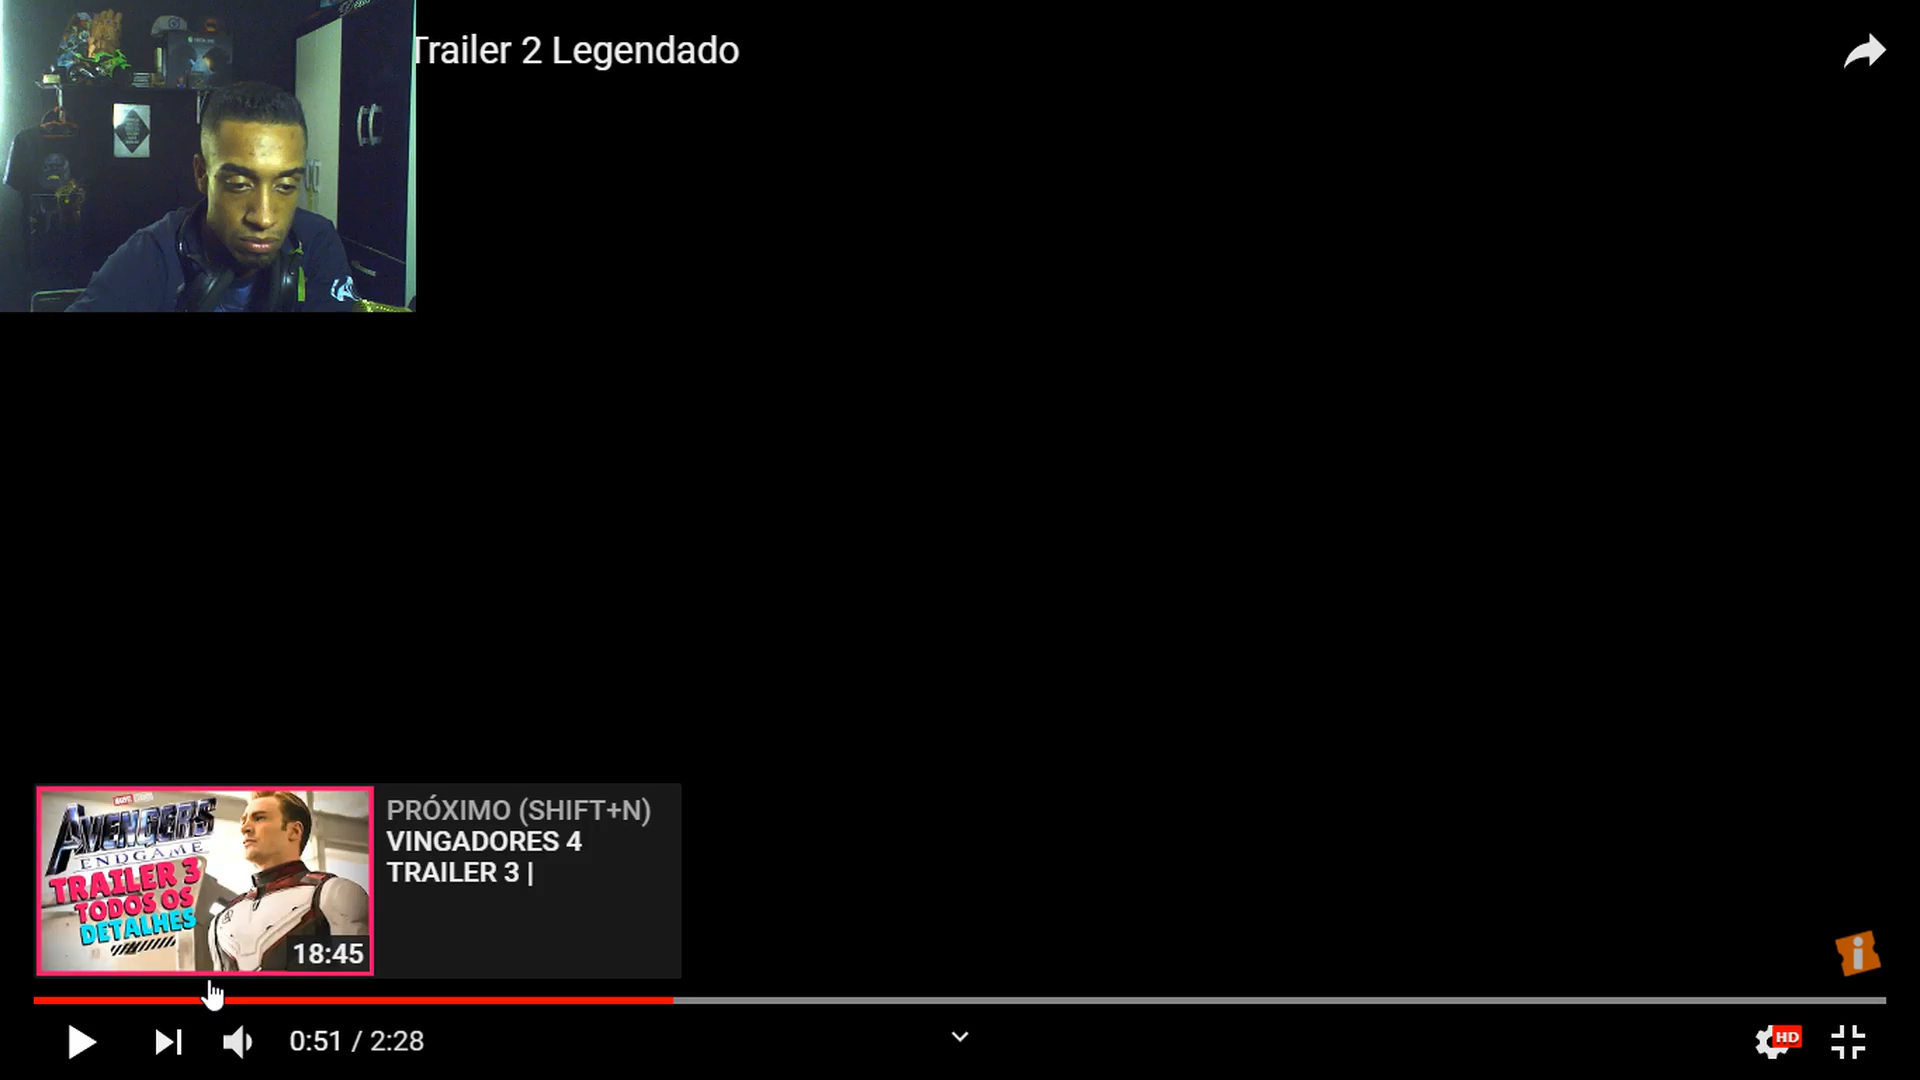 Trailer 2 Legendado
PRÓXIMO (SHIFT+N)
VINGADORES 4
TRAILER 3 |
AVENGERS
ENDGAME
TRAILER 3
TODOS OS
DETALHES
18:45
0:51 / 2:28
HD